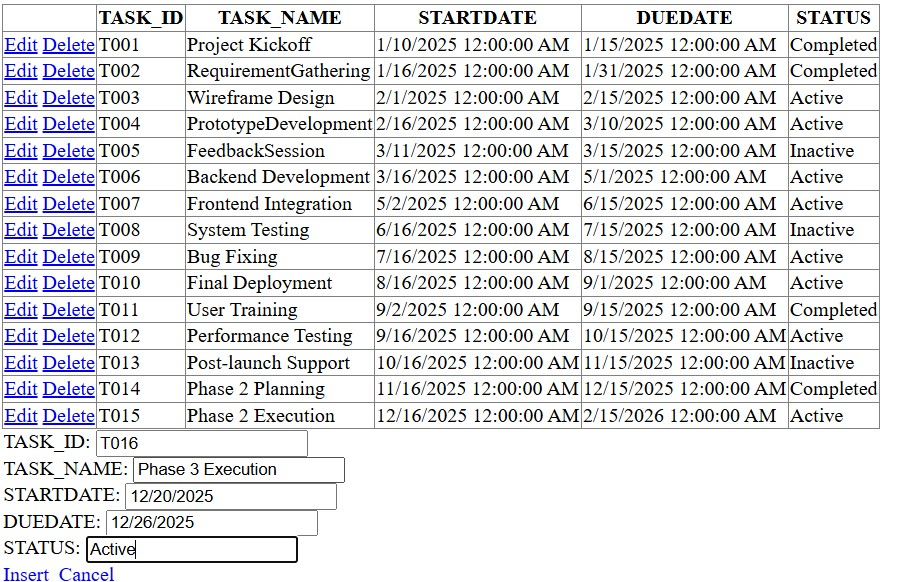 TASK_ID TASK_NAME STARTDATE DUEDATE STATUS
Edit Delete T001 Project Kickoff 1/10/2025 12:00:00 AM 1/15/2025 12:00:00 AM Completed
Edit Delete T002 RequirementGathering 1/16/2025 12:00:00 AM 1/31/2025 12:00:00 AM Completed
Edit Delete T003 Wireframe Design 2/1/2025 12:00:00 AM 2/15/2025 12:00:00 AM Active
Edit Delete T004 PrototypeDevelopment 2/16/2025 12:00:00 AM 3/10/2025 12:00:00 AM Active
Edit Delete T005 FeedbackSession 3/11/2025 12:00:00 AM 3/15/2025 12:00:00 AM Inactive
Edit Delete T006 Backend Development 3/16/2025 12:00:00 AM 5/1/2025 12:00:00 AM Active
Edit Delete T007 Frontend Integration 5/2/2025 12:00:00 AM 6/15/2025 12:00:00 AM Active
Edit Delete T008 System Testing 6/16/2025 12:00:00 AM 7/15/2025 12:00:00 AM Inactive
Edit Delete T009 Bug Fixing 7/16/2025 12:00:00 AM 8/15/2025 12:00:00 AM Active
Edit Delete T010 Final Deployment 8/16/2025 12:00:00 AM 9/1/2025 12:00:00 AM Active
Edit Delete T011 User Training 9/2/2025 12:00:00 AM 9/15/2025 12:00:00 AM Completed
Edit Delete T012 Performance Testing 9/16/2025 12:00:00 AM 10/15/2025 12:00:00 AM Active
Edit Delete T013 Post-launch Support 10/16/2025 12:00:00 AM 11/15/2025 12:00:00 AM Inactive
Edit Delete T014 Phase 2 Planning 11/16/2025 12:00:00 AM 12/15/2025 12:00:00 AM Completed
Edit Delete T015 Phase 2 Execution 12/16/2025 12:00:00 AM 2/15/2026 12:00:00 AM Active
TASK_ID: T016
TASK_NAME: Phase 3 Execution
STARTDATE: 12/20/2025
DUEDATE: 12/26/2025
STATUS: Active
Insert Cancel